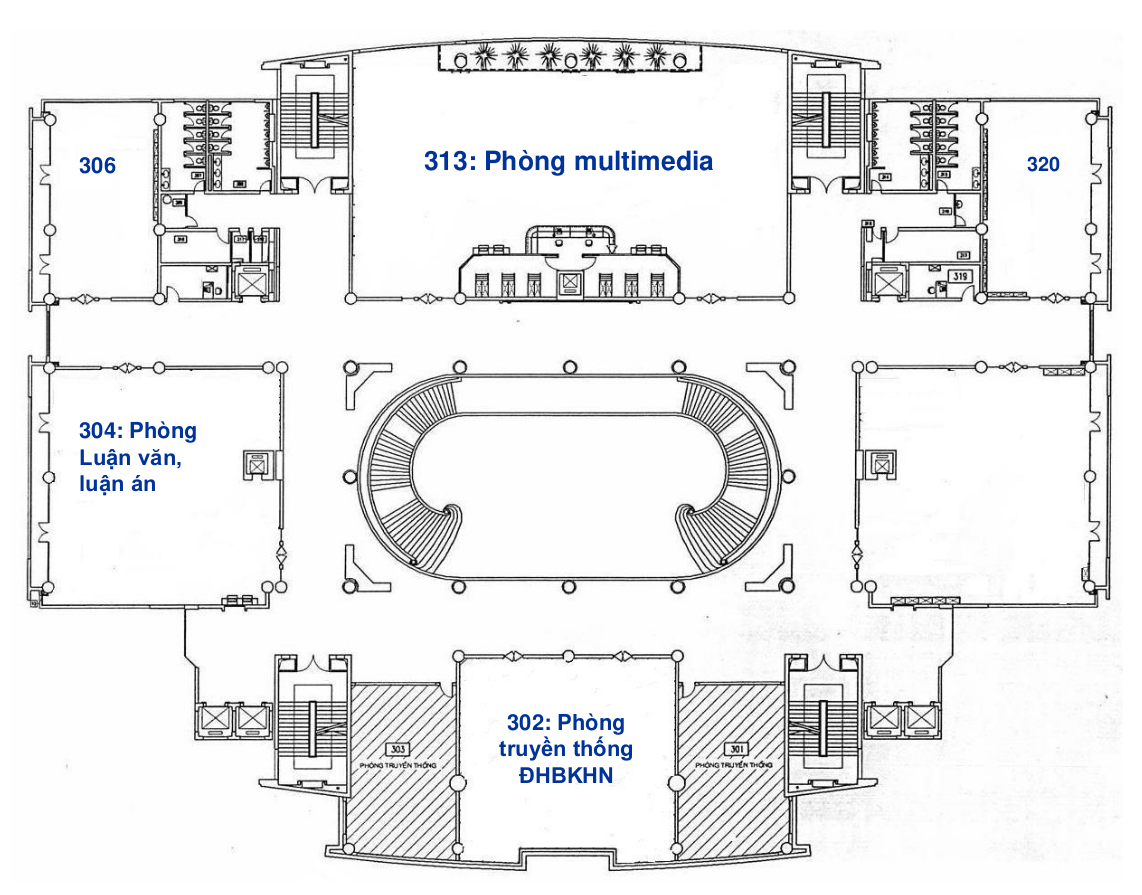 313: Phòng multimedia
306
320
319
304: Phòng
Luận văn,
luận án
302: Phòng
truyền thống
ĐHBKHN
303
PHÒNG TRUYỀN THỐNG
301
PHÒNG TRUYỀN THỐNG